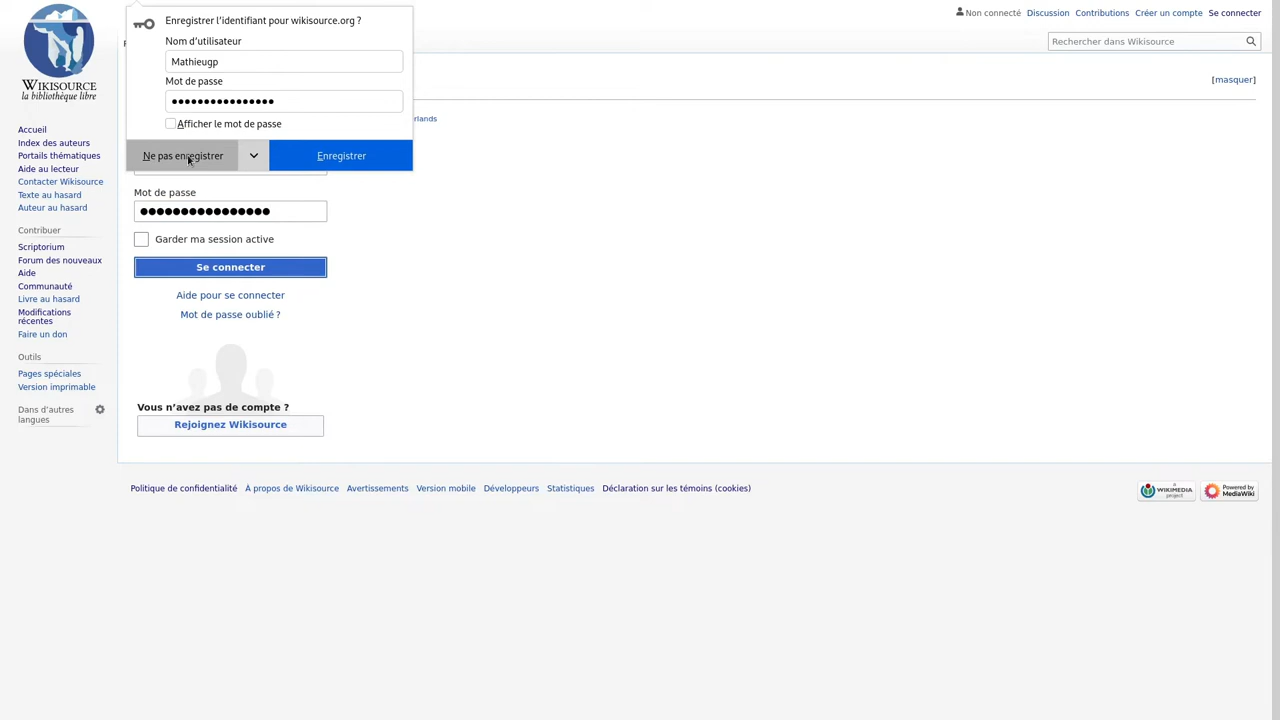 Enregistrer l’identifiant pour wikisource.org ?
Nom d’utilisateur
Mathieugp
Mot de passe
Afficher le mot de passe
Ne pas enregistrer
Enregistrer
Non connecté
Discussion
Contributions
Créer un compte
Se connecter
Rechercher dans Wikisource
[masquer]
WIKISOURCE
la bibliothèque libre
Accueil
Index des auteurs
Portails thématiques
Aide au lecteur
Contacter Wikisource
Texte au hasard
Auteur au hasard
Contribuer
Scriptorium
Forum des nouveaux
Aide
Communauté
Livre au hasard
Modifications
récentes
Faire un don
Outils
Pages spéciales
Version imprimable
Dans d’autres
langues
Mot de passe
Garder ma session active
Se connecter
Aide pour se connecter
Mot de passe oublié ?
Vous n’avez pas de compte ?
Rejoignez Wikisource
Politique de confidentialité
À propos de Wikisource
Avertissements
Version mobile
Développeurs
Statistiques
Déclaration sur les témoins (cookies)
A
WIKIMEDIA
project
Powered by
MediaWiki